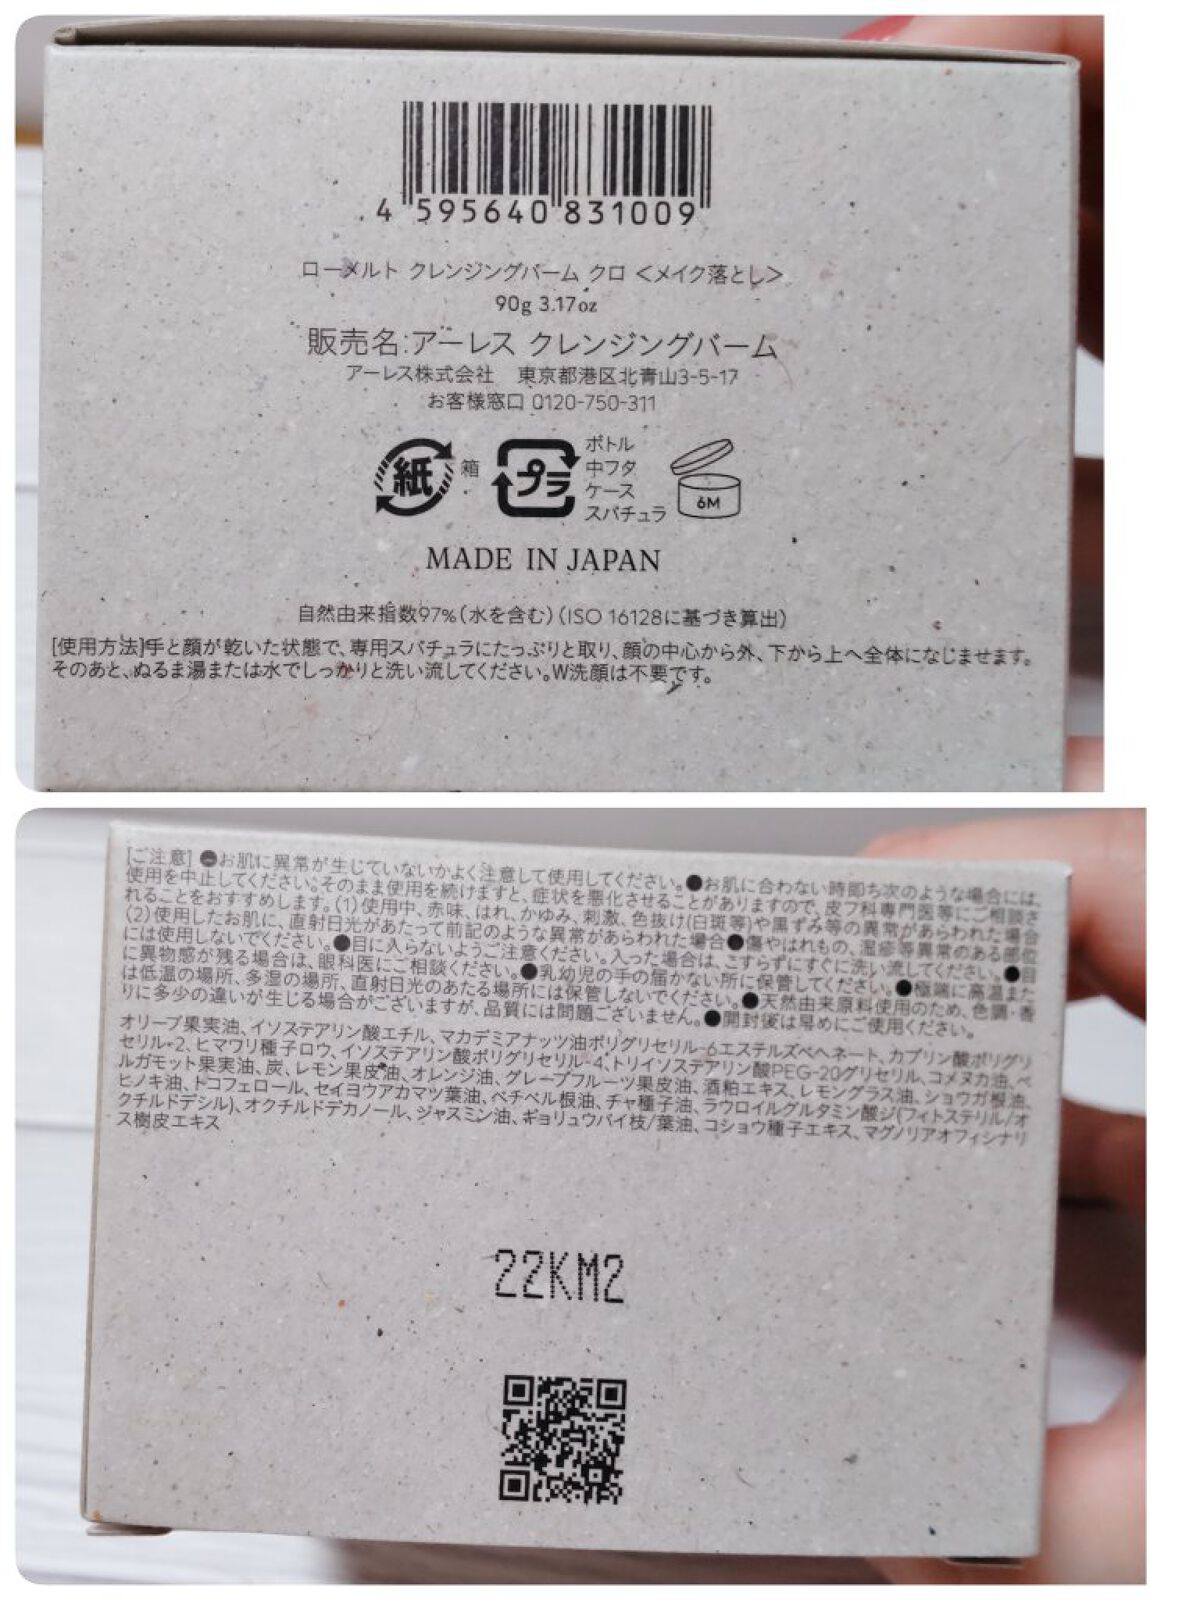 4 595640 831009
ローメルト クレンジングバーム クロ <メイク落とし>
90g 3.17oz
販売名:アーレス クレンジングバーム
アーレス株式会社 東京都港区北青山3-5-17
お客様窓口 0120-750-311
紙 箱
プラ
ボトル
中フタ
ケース
スパチュラ
6M
MADE IN JAPAN
自然由来指数97%(水を含む)(ISO 16128に基づき算出)
[使用方法]手と顔が乾いた状態で、専用スパチュラにたっぷりと取り、顔の中心から外、下から上へ全体になじませます。
そのあと、ぬるま湯または水でしっかりと洗い流してください。W洗顔は不要です。
[ご注意] ●お肌に異常が生じていないかよく注意して使用してください。●お肌に合わない時即ち次のような場合には、
使用を中止してください。そのまま使用を続けますと、症状を悪化させることがありますので、皮フ科専門医等にご相談さ
れることをおすすめします。(1)使用中、赤味、はれ、かゆみ、刺激、色抜け(白斑等)や黒ずみ等の異常があらわれた場合
(2)使用したお肌に、直射日光があたって前記のような異常があらわれた場合●傷やはれもの、湿疹等異常のある部位
には使用しないでください。●目に入らないようご注意ください。入った場合は、こすらずにすぐに洗い流してください。●目
に異物感が残る場合は、眼科医にご相談ください。●乳幼児の手の届かない所に保管してください。●極端に高温また
は低温の場所、多湿の場所、直射日光のあたる場所には保管しないでください。●天然由来原料使用のため、色調・香
りに多少の違いが生じる場合がございますが、品質には問題ございません。●開封後は早めにご使用ください。
オリーブ果実油、イソステアリン酸エチル、マカデミアナッツ油ポリグリセリル-6エステルズベヘネート、カプリン酸ポリグリ
セリル-2、ヒマワリ種子ロウ、イソステアリン酸ポリグリセリル-4、トリイソステアリン酸PEG-20グリセリル、コメヌカ油、ベ
ルガモット果実油、炭、レモン果皮油、オレンジ油、グレープフルーツ果皮油、酒粕エキス、レモングラス油、ショウガ根油、
ヒノキ油、トコフェロール、セイヨウアカマツ葉油、ベチベル根油、チャ種子油、ラウロイルグルタミン酸ジ(フィトステリル/オ
クチルドデシル)、オクチルドデカノール、ジャスミン油、ギョリュウバイ枝/葉油、コショウ種子エキス、マグノリアオフィシナリ
ス樹皮エキス
22KM2